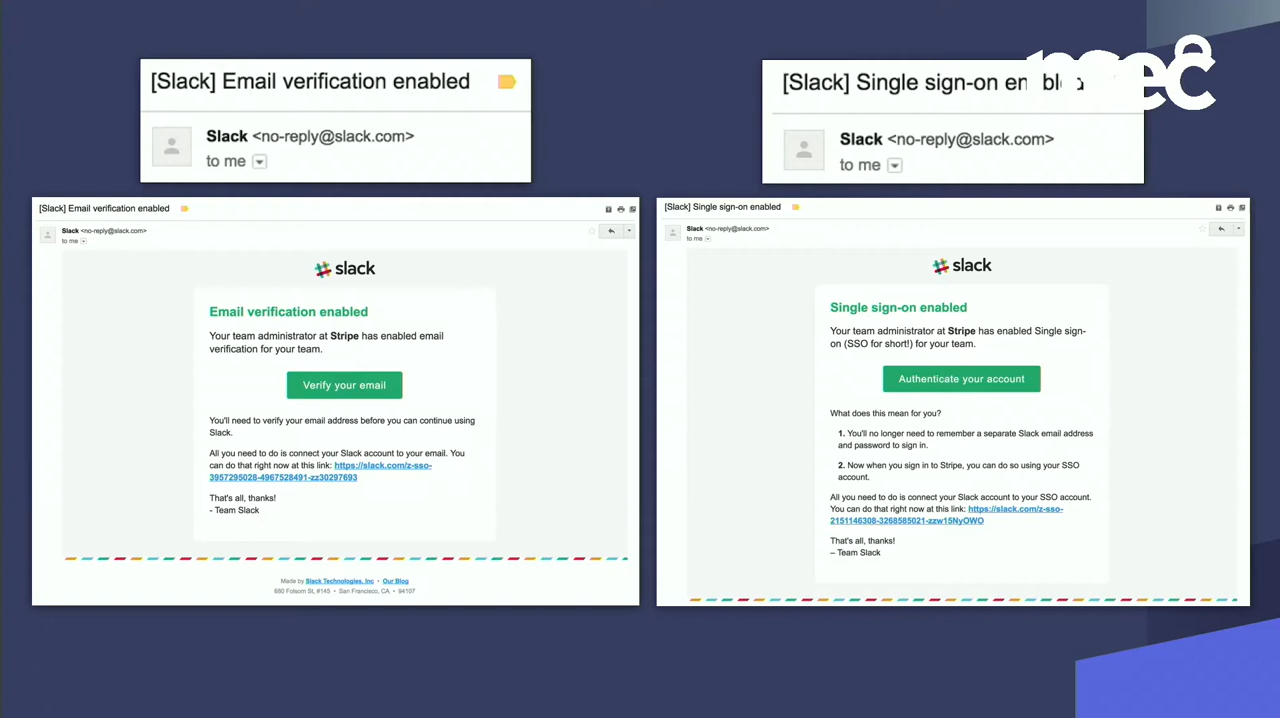 [Slack] Email verification enabled
Slack <no-reply@slack.com>
to me
[Slack] Single sign-on enabled
Slack <no-reply@slack.com>
to me
[Slack] Email verification enabled
Slack <no-reply@slack.com>
to me
slack
Email verification enabled
Your team administrator at Stripe has enabled email
verification for your team.
Verify your email
You'll need to verify your email address before you can continue using
Slack.
All you need to do is connect your Slack account to your email. You
can do that right now at this link: https://slack.com/z-sso-
3957295028-4967528491-zz30297693
That's all, thanks!
- Team Slack
Made by Slack Technologies, Inc • Our Blog
680 Folsom St, #145 • San Francisco, CA • 94107
[Slack] Single sign-on enabled
Slack <no-reply@slack.com>
to me
slack
Single sign-on enabled
Your team administrator at Stripe has enabled Single sign-
on (SSO for short!) for your team.
Authenticate your account
What does this mean for you?
1. You'll no longer need to remember a separate Slack email address
and password to sign in.
2. Now when you sign in to Stripe, you can do so using your SSO
account.
All you need to do is connect your Slack account to your SSO account.
You can do that right now at this link: https://slack.com/z-sso-
2151146308-3268585021-zzw15NyOWO
That's all, thanks!
– Team Slack